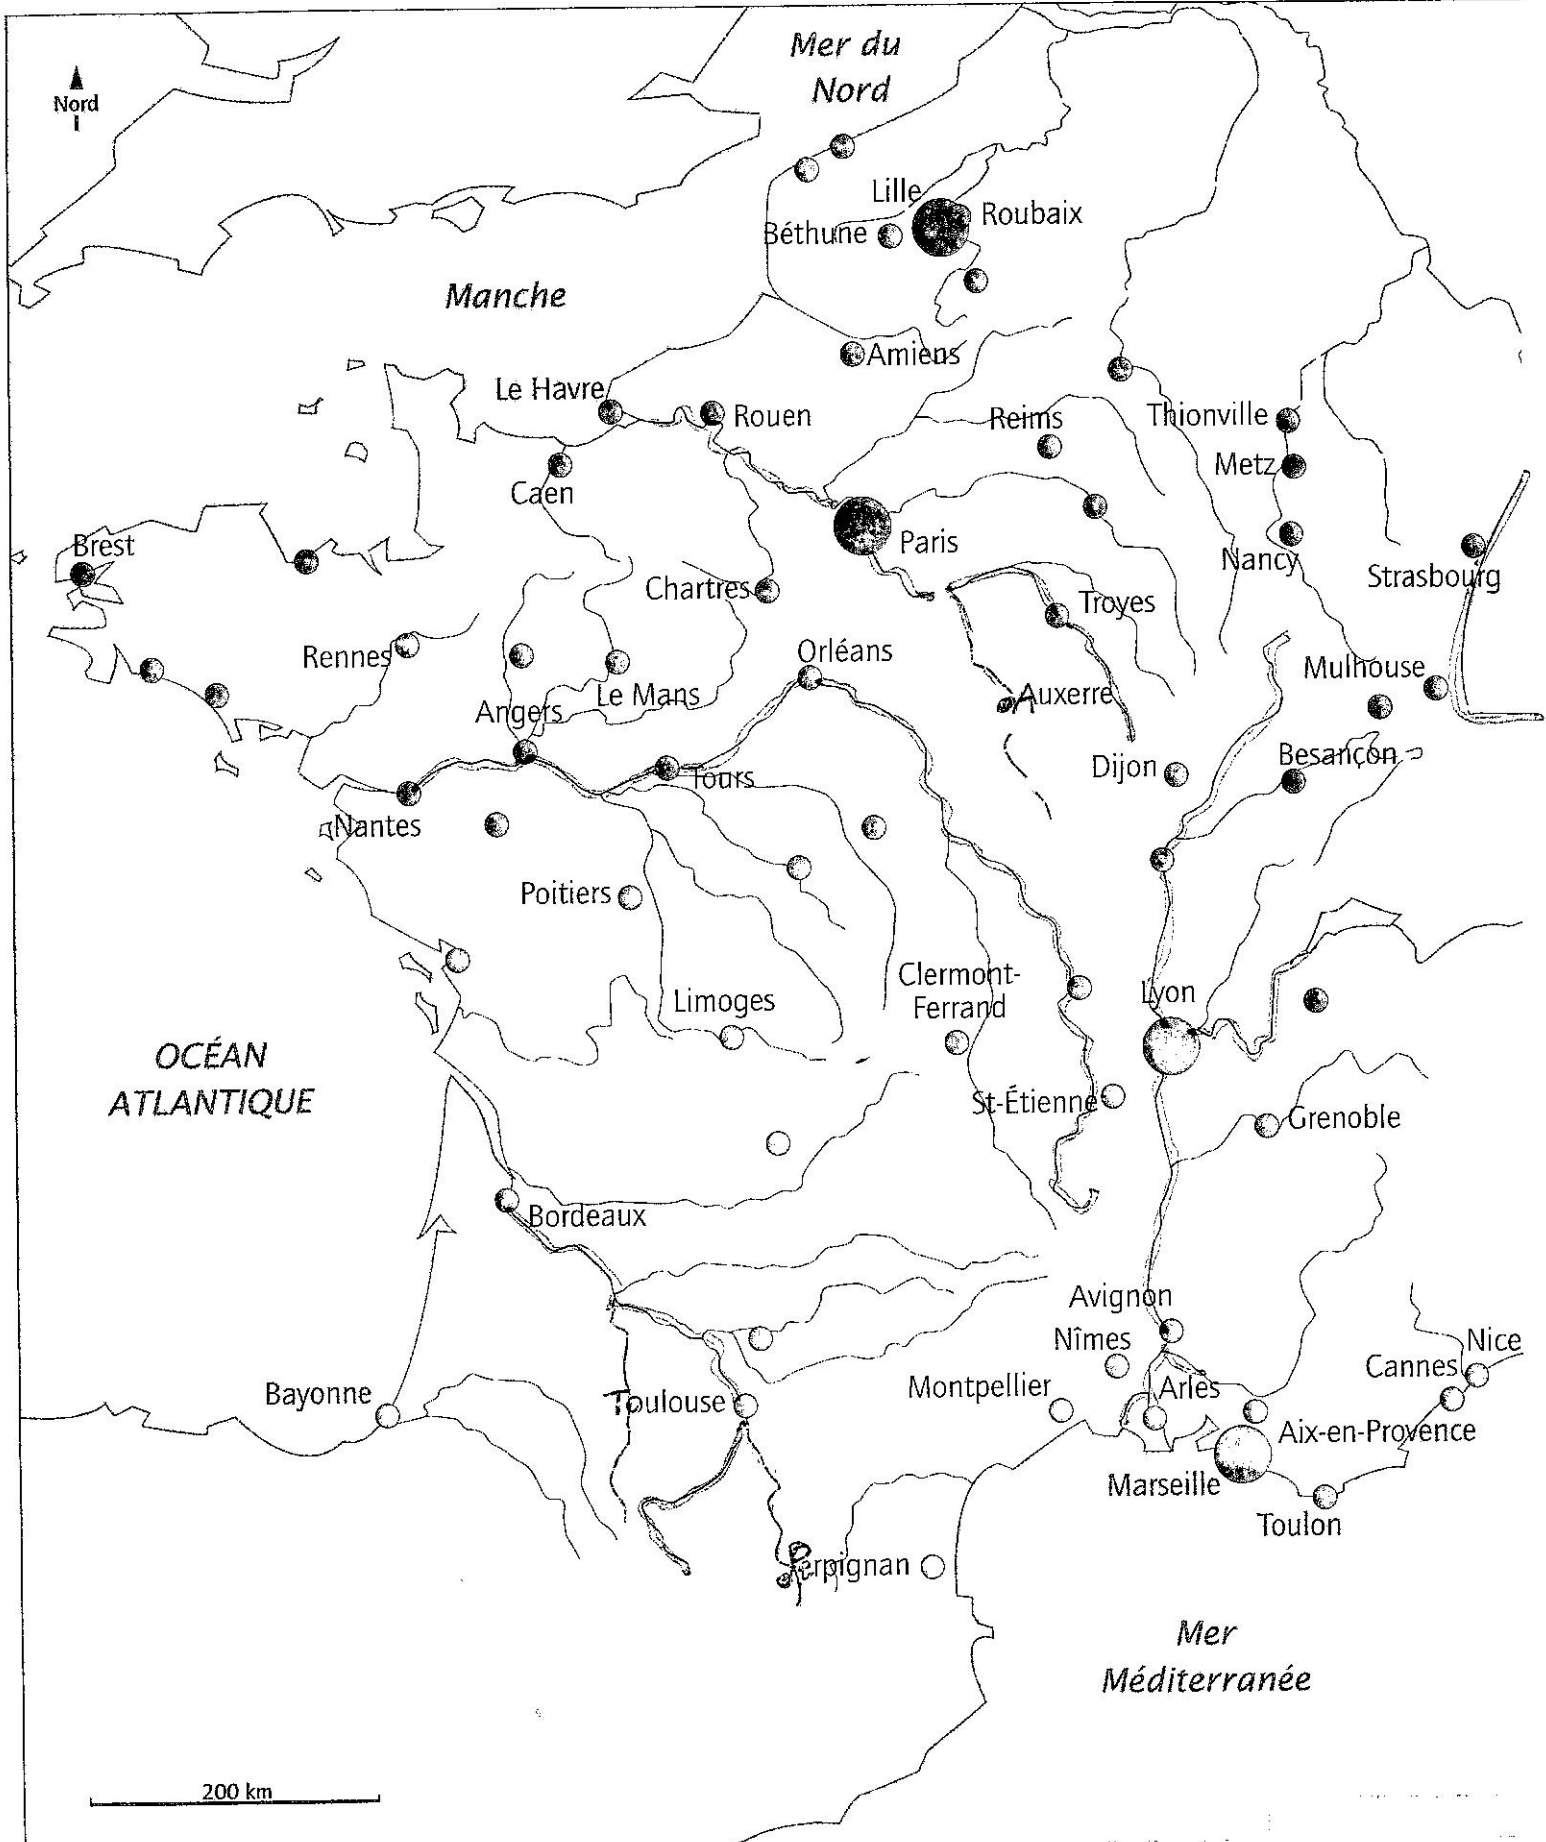 Mer du
Nord
Nord
Lille
Roubaix
Béthune
Manche
Amiens
Le Havre
Rouen
Reims
Thionville
Metz
Caen
Paris
Brest
Nancy
Strasbourg
Chartres
Troyes
Rennes
Orléans
Mulhouse
Le Mans
Auxerre
Angers
Dijon
Besançon
Tours
Nantes
Poitiers
Clermont-
Ferrand
Limoges
Lyon
OCÉAN
ATLANTIQUE
St-Étienne
Grenoble
Bordeaux
Avignon
Nîmes
Nice
Cannes
Montpellier
Arles
Bayonne
Toulouse
Aix-en-Provence
Marseille
Toulon
Perpignan
Mer
Méditerranée
200 km